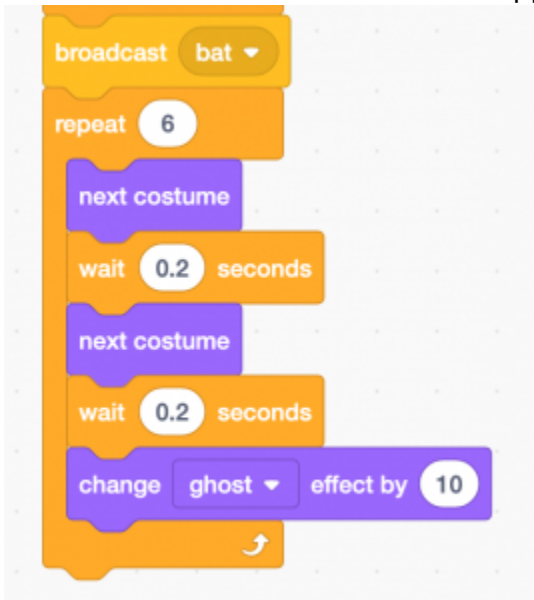 broadcast bat
repeat 6
next costume
wait 0.2 seconds
next costume
wait 0.2 seconds
change ghost effect by 10